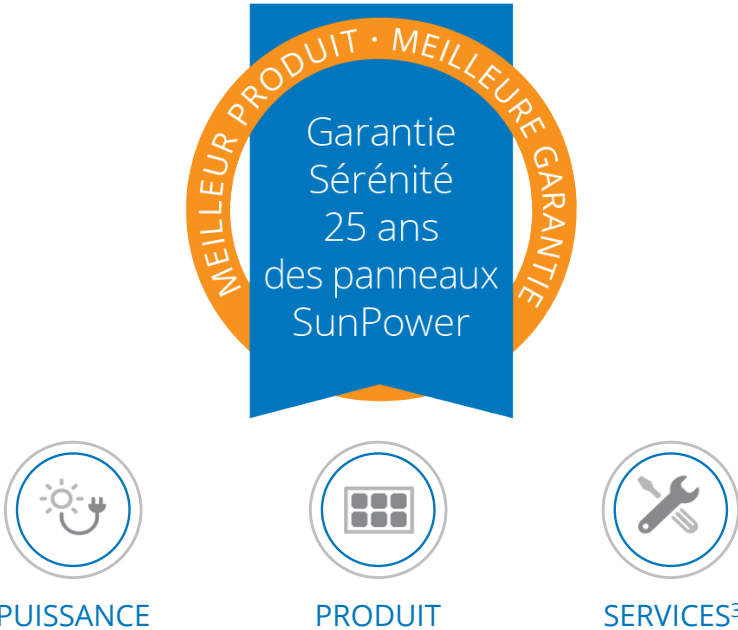 MEILLEUR PRODUIT · MEILLEURE GARANTIE
Garantie
Sérénité
25 ans
des panneaux
SunPower
PUISSANCE
PRODUIT
SERVICES³